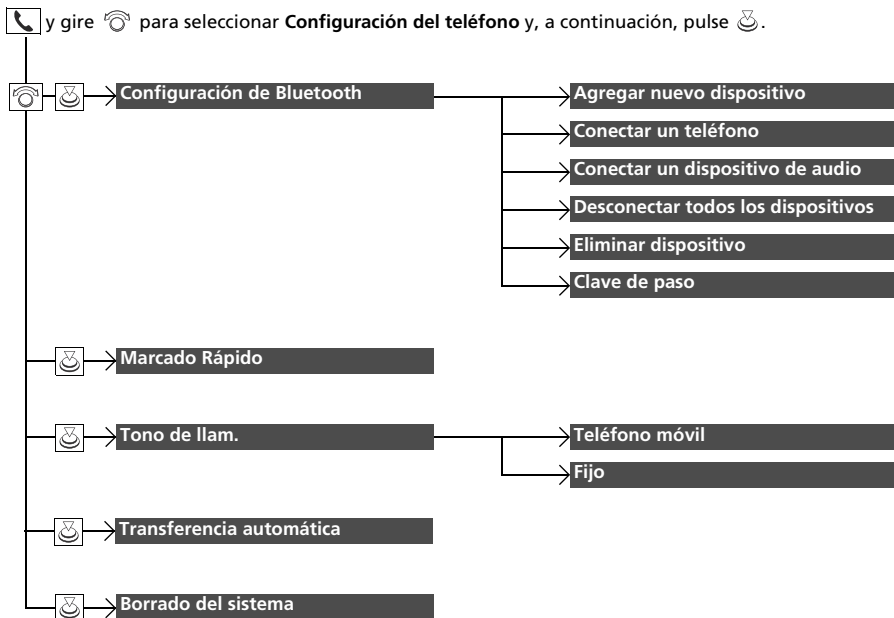 y gire para seleccionar Configuración del teléfono y, a continuación, pulse .
Configuración de Bluetooth
Agregar nuevo dispositivo
Conectar un teléfono
Conectar un dispositivo de audio
Desconectar todos los dispositivos
Eliminar dispositivo
Clave de paso
Marcado Rápido
Tono de llam.
Teléfono móvil
Fijo
Transferencia automática
Borrado del sistema